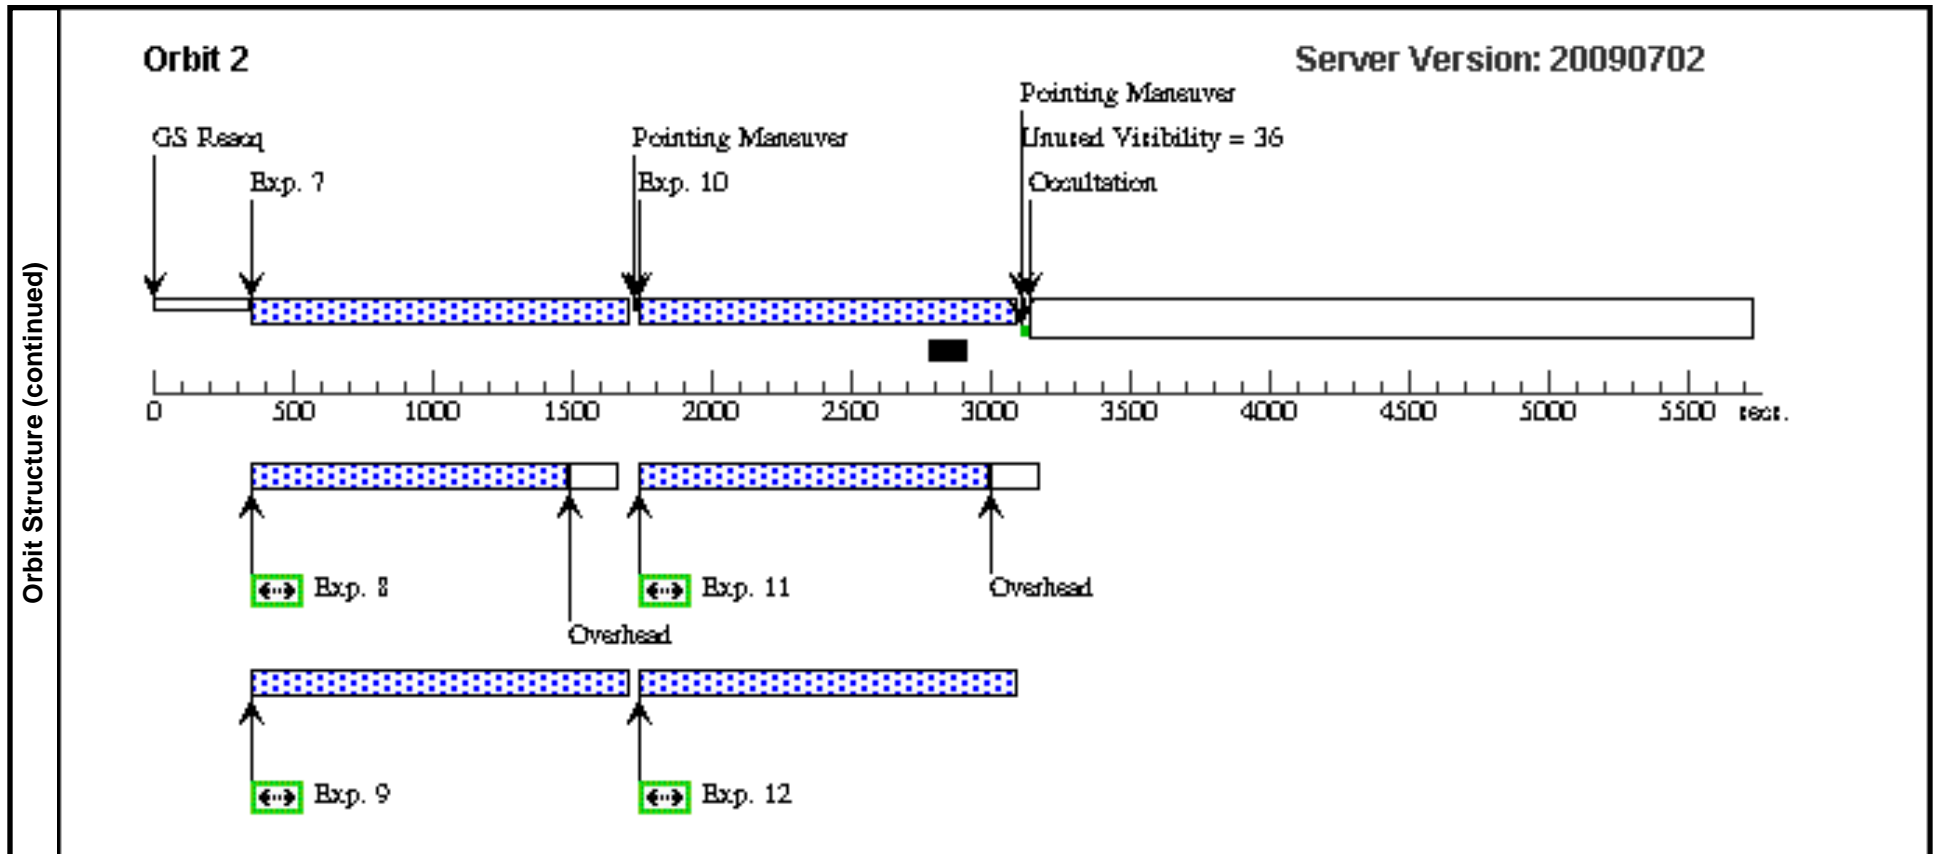 Orbit Structure (continued)
Orbit 2
Server Version: 20090702
Pointing Maneuver
GS Reacq
Pointing Maneuver
Unused Visibility = 36
Exp. 7
Exp. 10
Occultation
0 500 1000 1500 2000 2500 3000 3500 4000 4500 5000 5500 secs.
Exp. 8
Exp. 11
Overhead
Overhead
Exp. 9
Exp. 12